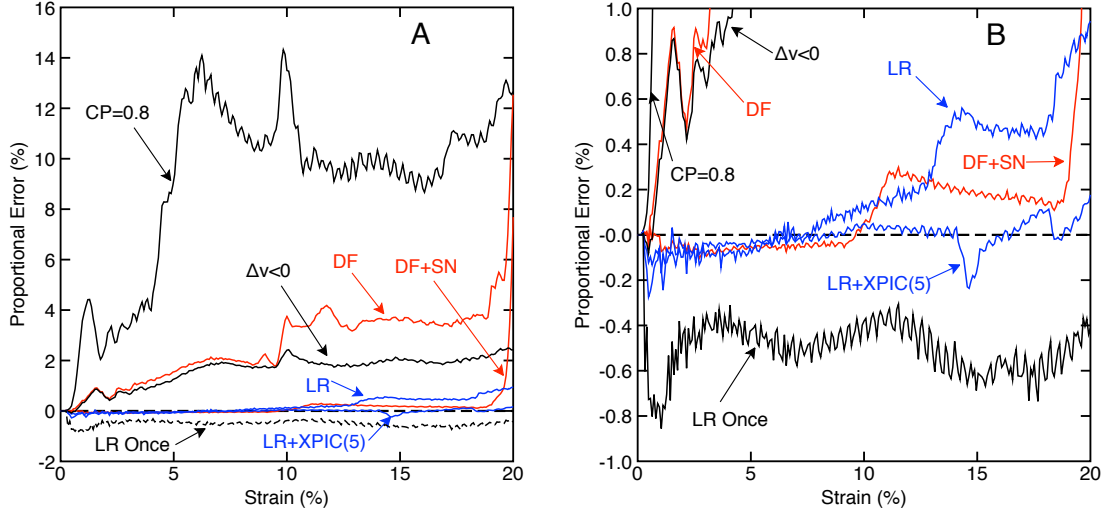 A
16
14
12
10
8
6
4
2
0
-2
Proportional Error (%)
CP=0.8
Δv<0
DF
DF+SN
LR
LR Once
LR+XPIC(5)
0
5
10
15
20
Strain (%)
B
1.0
0.8
0.6
0.4
0.2
-0.0
-0.2
-0.4
-0.6
-0.8
-1.0
Proportional Error (%)
Δv<0
LR
DF
CP=0.8
DF+SN
LR+XPIC(5)
LR Once
0
5
10
15
20
Strain (%)